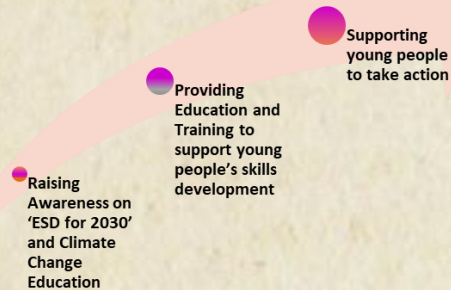 Supporting
young people
to take action
Providing
Education and
Training to
support young
people's skills
development
Raising
Awareness on
'ESD for 2030'
and Climate
Change
Education